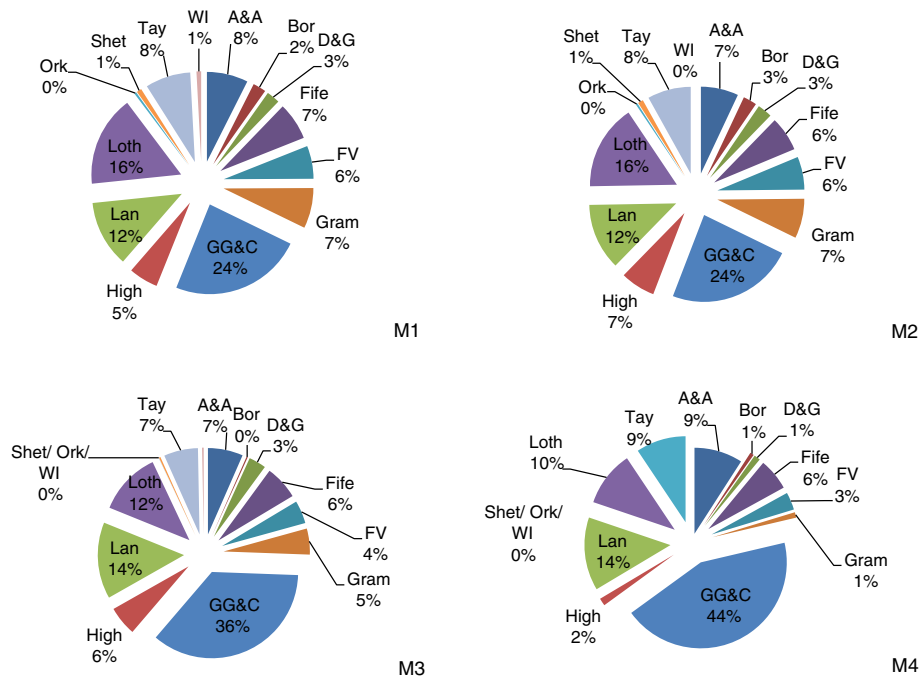 WI
1%
A&A
8%
Bor
2%
D&G
3%
Fife
7%
FV
6%
Gram
7%
GG&C
24%
High
5%
Lan
12%
Loth
16%
Ork
0%
Shet
1%
Tay
8%
M1
WI
0%
A&A
7%
Bor
3%
D&G
3%
Fife
6%
FV
6%
Gram
7%
GG&C
24%
High
7%
Lan
12%
Loth
16%
Ork
0%
Shet
1%
Tay
8%
M2
A&A
7%
Bor
0%
D&G
3%
Fife
6%
FV
4%
Gram
5%
GG&C
36%
High
6%
Lan
14%
Loth
12%
Shet/ Ork/
WI
0%
Tay
7%
M3
A&A
9%
Bor
1%
D&G
1%
Fife
6%
FV
3%
Gram
1%
GG&C
44%
High
2%
Lan
14%
Shet/ Ork/
WI
0%
Loth
10%
Tay
9%
M4